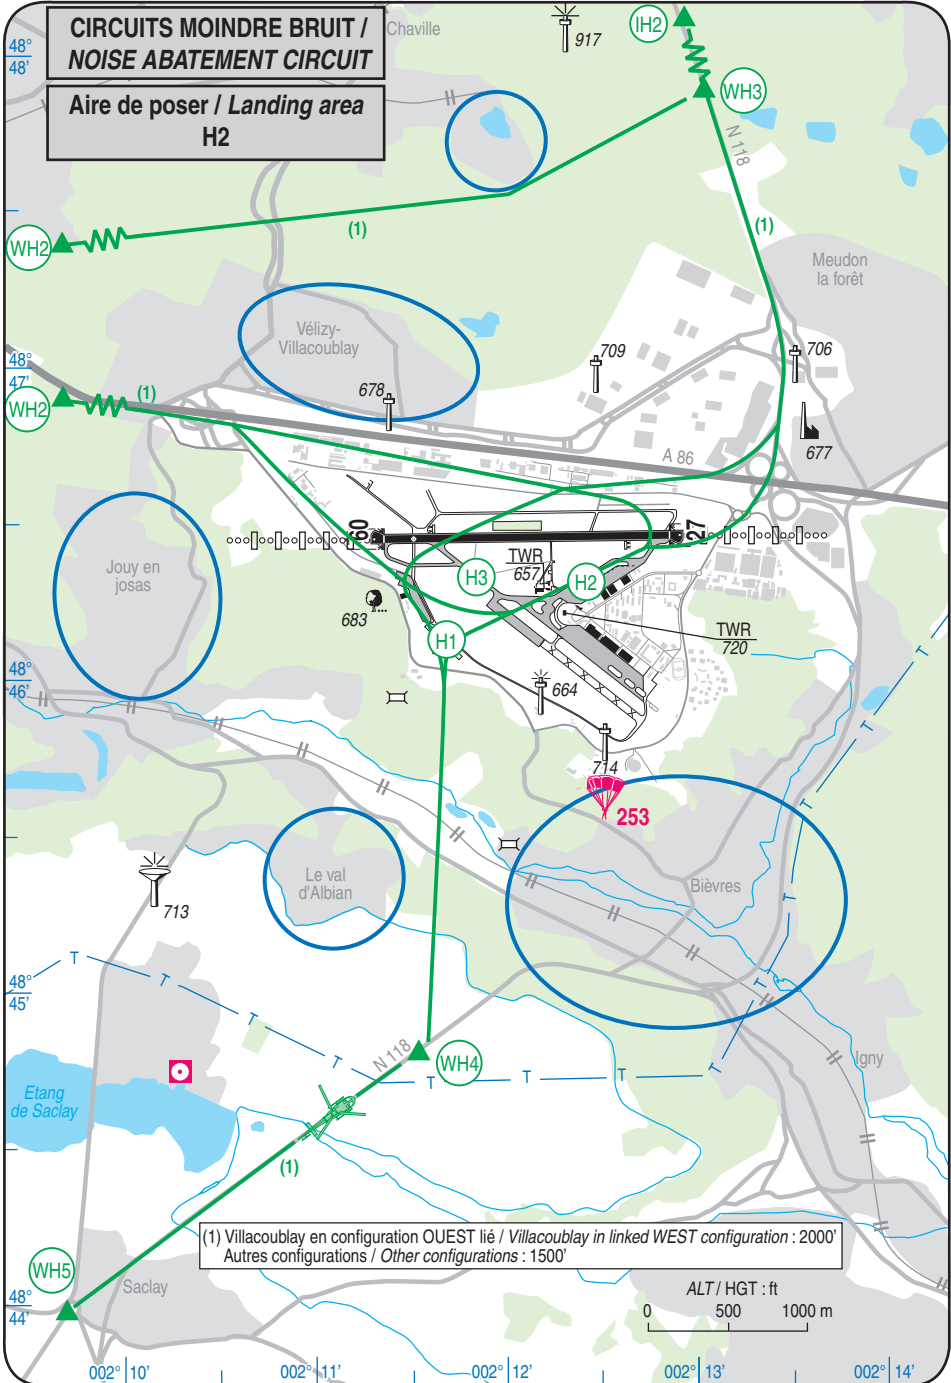 CIRCUITS MOINDRE BRUIT /
NOISE ABATEMENT CIRCUIT
Aire de poser / Landing area
H2
Chaville
917
IH2
WH3
48°
48'
N 118
(1)
WH2
(1)
Meudon
la forêt
Vélizy-
Villacoublay
709
706
48°
47'
678
WH2
(1)
677
A 86
60
27
TWR
657
H3
H2
Jouy en
josas
683
H1
TWR
720
48°
46'
664
714
253
Le val
d'Albian
Bièvres
713
T
T
T
T
T
T
T
T
T
T
T
T
48°
45'
N 118
WH4
Igny
Etang
de Saclay
(1)
(1) Villacoublay en configuration OUEST lié / Villacoublay in linked WEST configuration : 2000'
Autres configurations / Other configurations : 1500'
WH5
Saclay
ALT / HGT : ft
0 500 1000 m
48°
44'
002° 10' 002° 11' 002° 12' 002° 13' 002° 14'